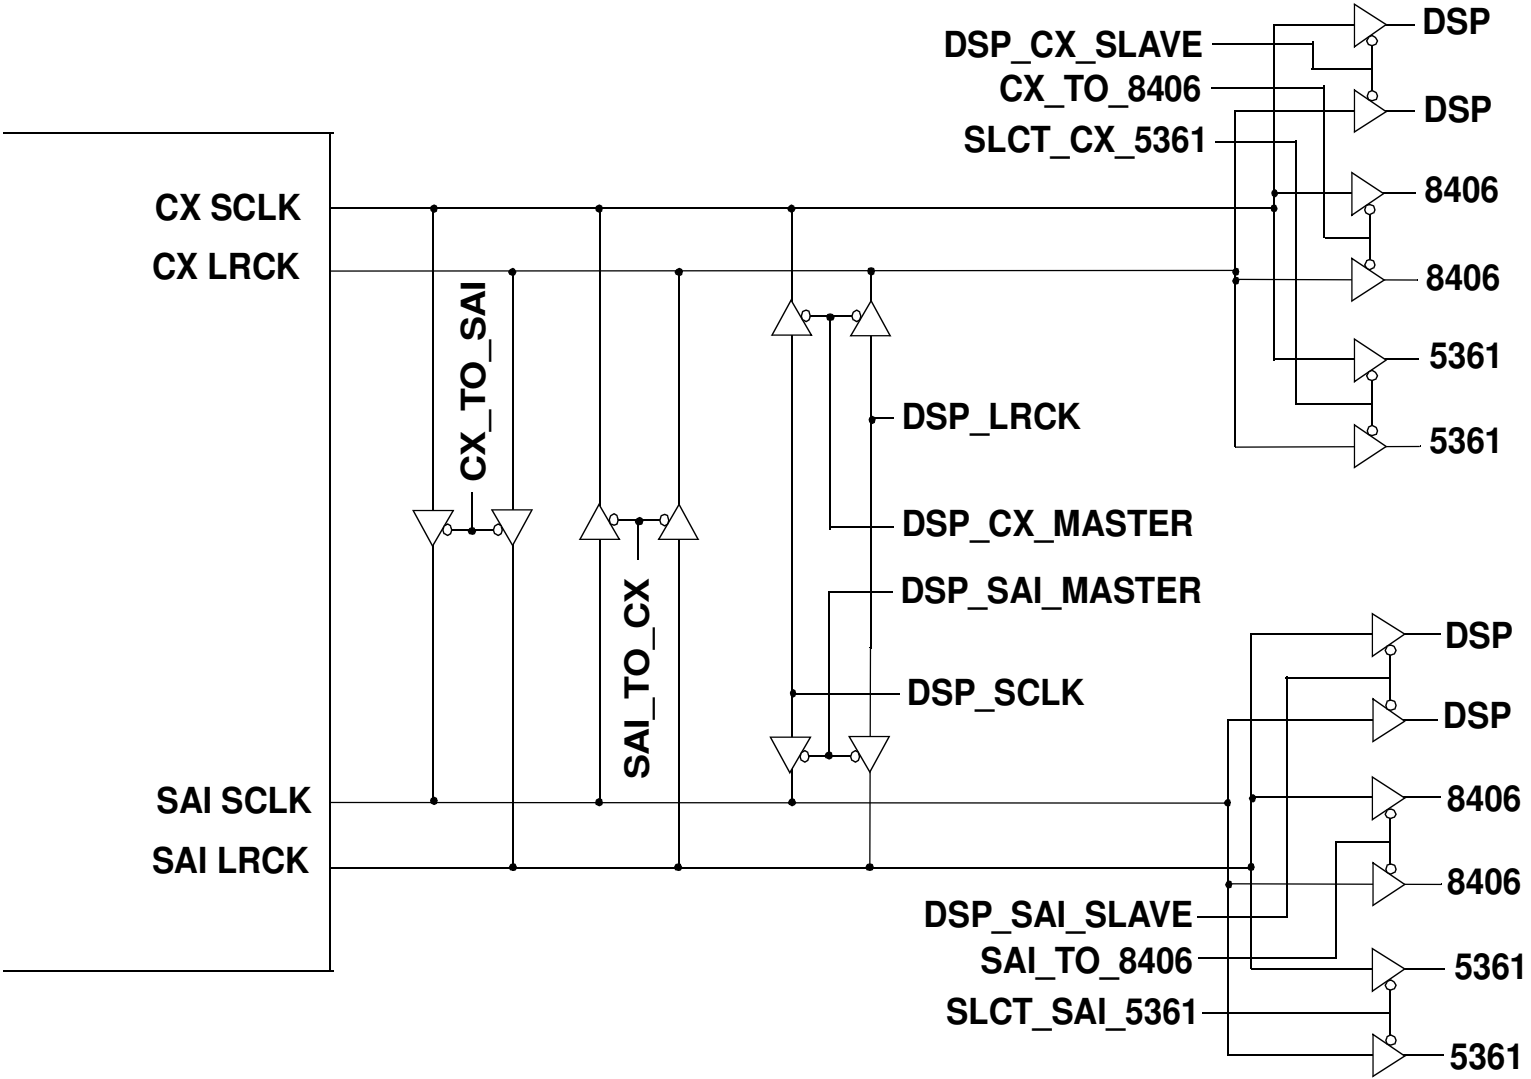 DSP
DSP_CX_SLAVE
CX_TO_8406
DSP
SLCT_CX_5361
8406
CX SCLK
CX LRCK
8406
CX_TO_SAI
5361
DSP_LRCK
5361
DSP_CX_MASTER
DSP_SAI_MASTER
SAI_TO_CX
DSP
DSP_SCLK
DSP
SAI SCLK
8406
SAI LRCK
8406
DSP_SAI_SLAVE
SAI_TO_8406
5361
SLCT_SAI_5361
5361